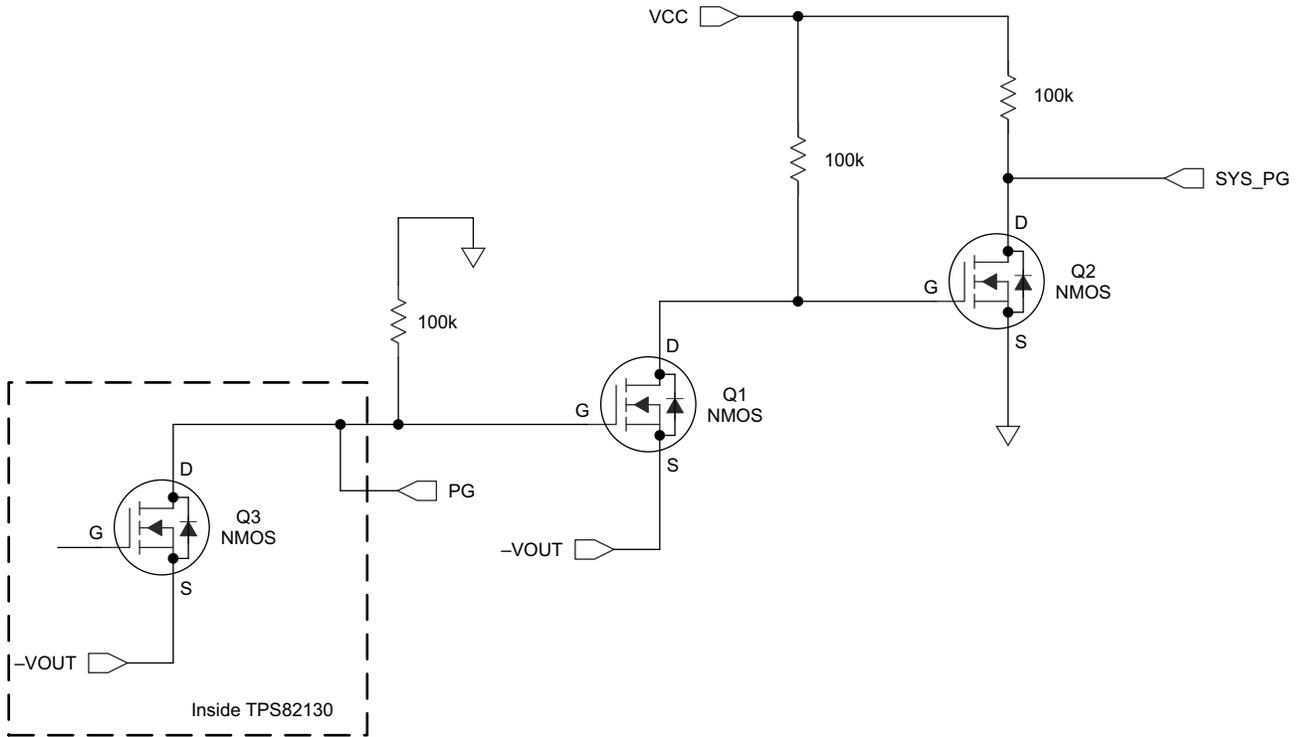 VCC
100k
100k
SYS_PG
D
G
Q2
NMOS
S
100k
D
G
Q1
NMOS
S
PG
D
G
Q3
NMOS
S
–VOUT
–VOUT
Inside TPS82130